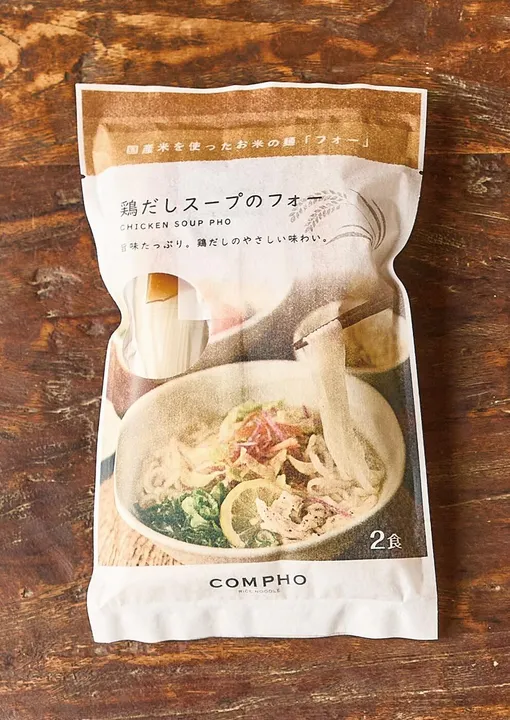 国産米を使ったお米の麺「フォー」
鶏だしスープのフォー
CHICKEN SOUP PHO
旨味たっぷり。鶏だしのやさしい味わい。
2食
COMPHO
RICE NOODLE